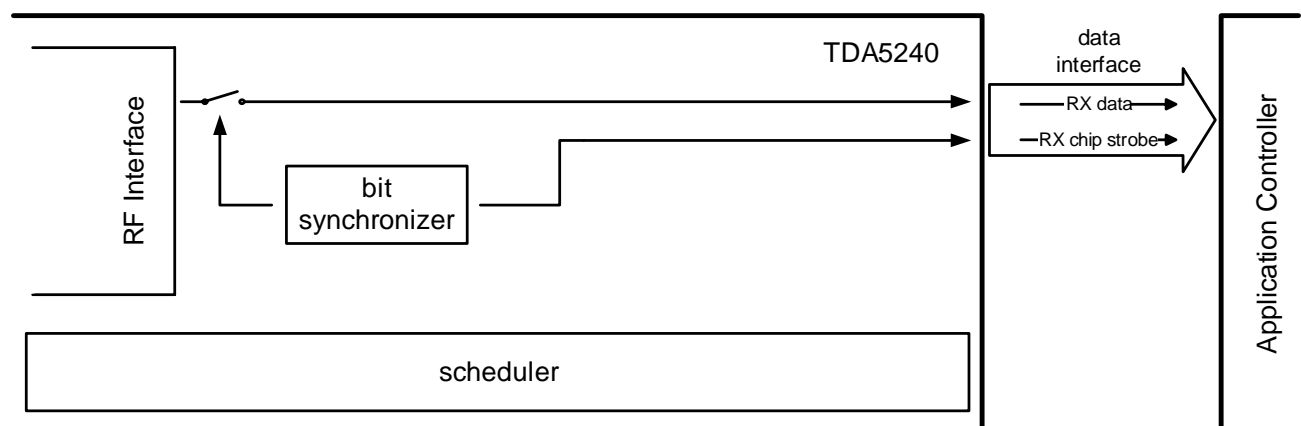 TDA5240
data
interface
RF Interface
RX data
RX chip strobe
bit
synchronizer
Application Controller
scheduler